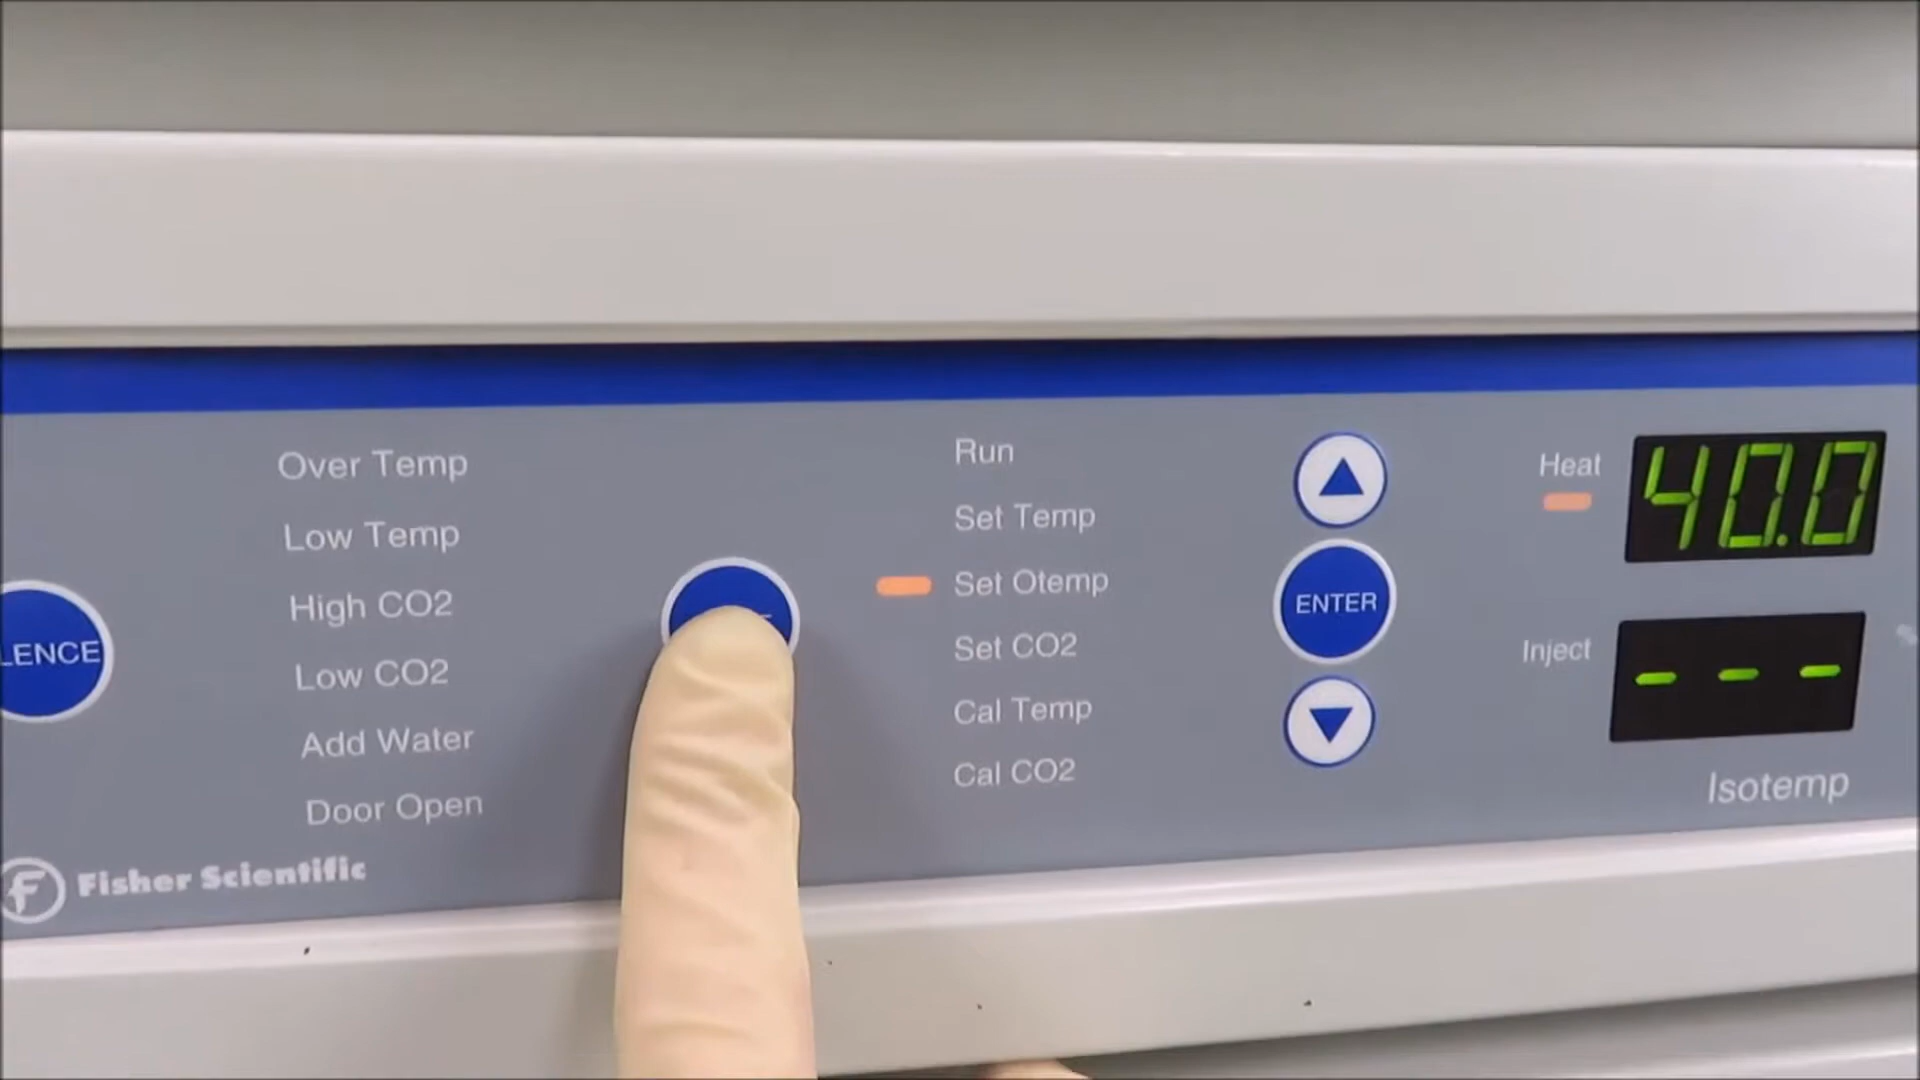 LENCE
Over Temp
Low Temp
High CO2
Low CO2
Add Water
Door Open
Fisher Scientific
Run
Set Temp
Set Otemp
Set CO2
Cal Temp
Cal CO2
ENTER
Heat
40.0
Inject
- - -
Isotemp